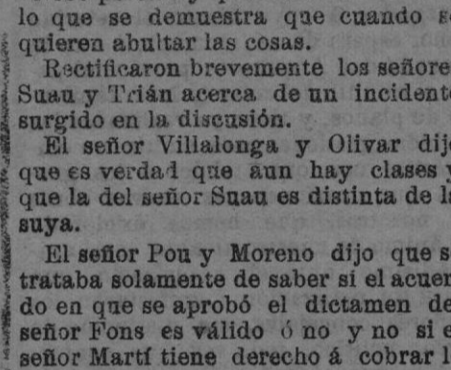 lo que se demuestra que cuando se
quieren abultar las cosas.
Rectificaron brevemente los señore
Suau y Trián acerca de un incidente
surgido en la discusión.
El señor Villalonga y Olivar dij
que es verdad que aun hay clases y
que la del señor Suau es distinta de l
suya.
El señor Pou y Moreno dijo que s
trataba solamente de saber si el acuer
do en que se aprobó el dictamen de
señor Fons es válido ó no y no si e
señor Martí tiene derecho á cobrar l